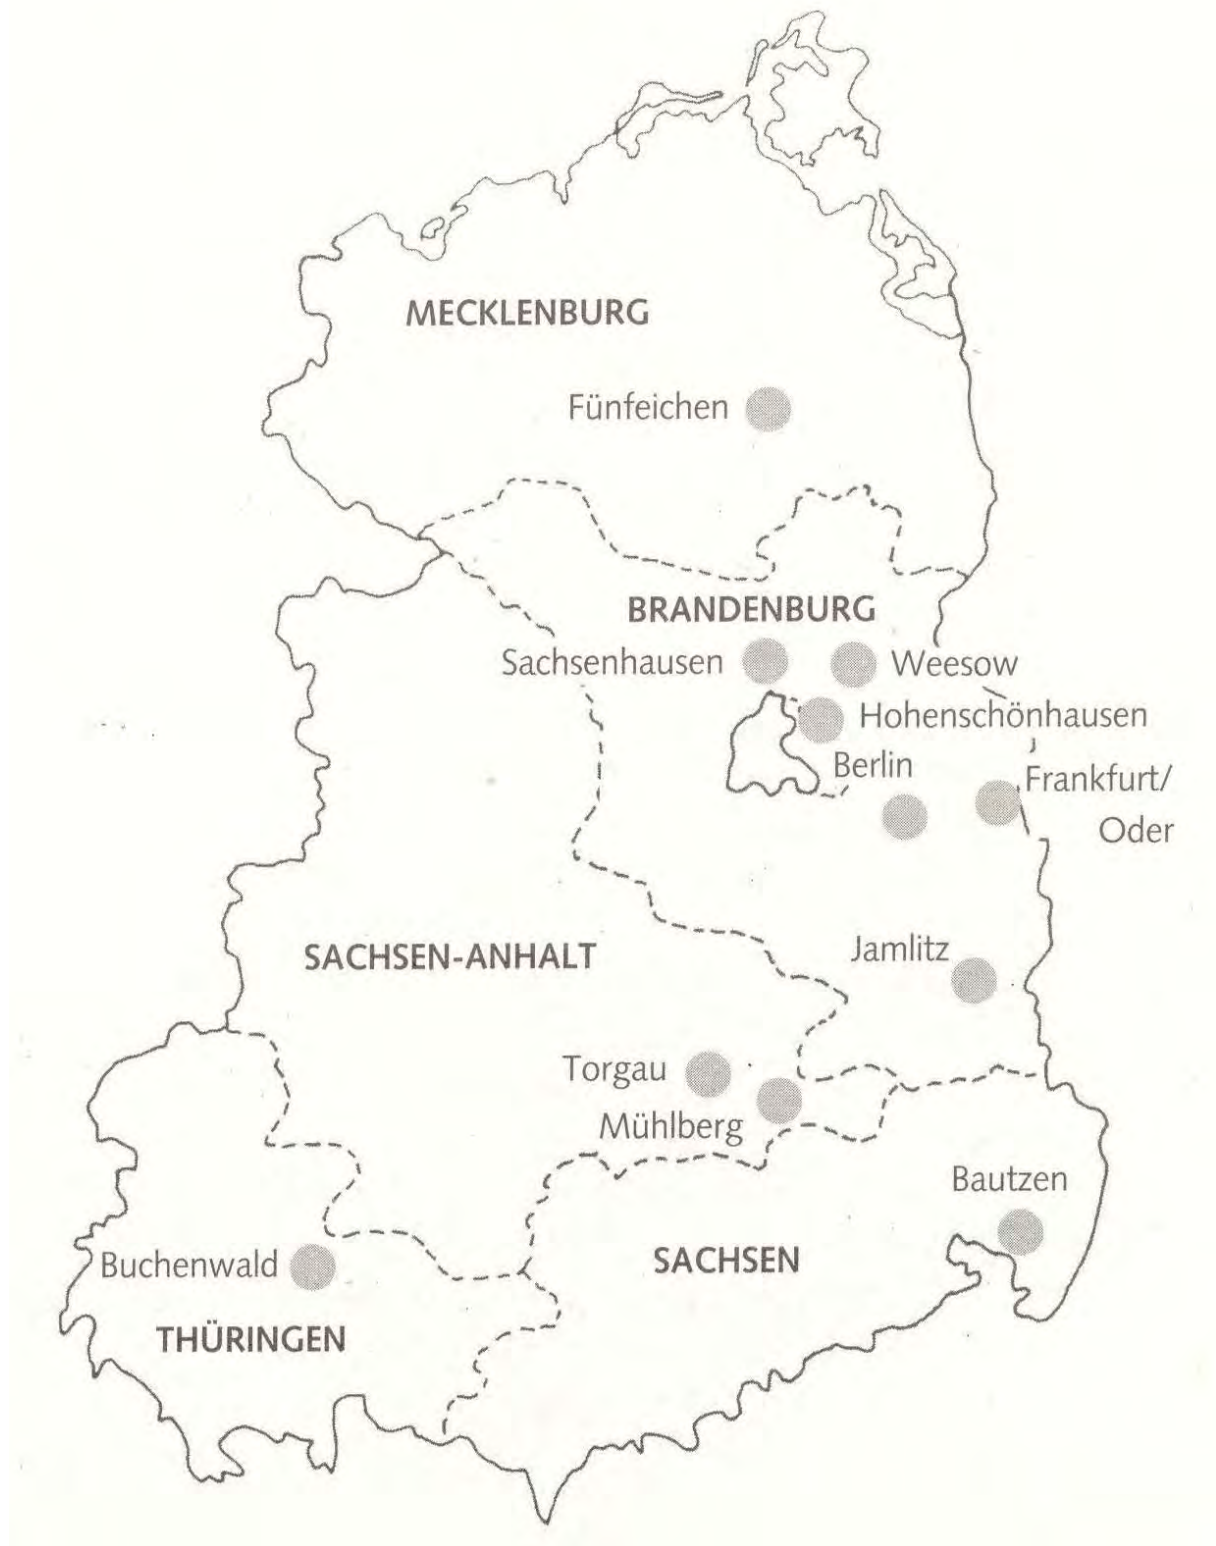 MECKLENBURG
Fünfeichen
BRANDENBURG
Sachsenhausen
Weesow
Hohenschönhausen
Berlin
Frankfurt/
Oder
SACHSEN-ANHALT
Jamlitz
Torgau
Mühlberg
Bautzen
Buchenwald
SACHSEN
THÜRINGEN